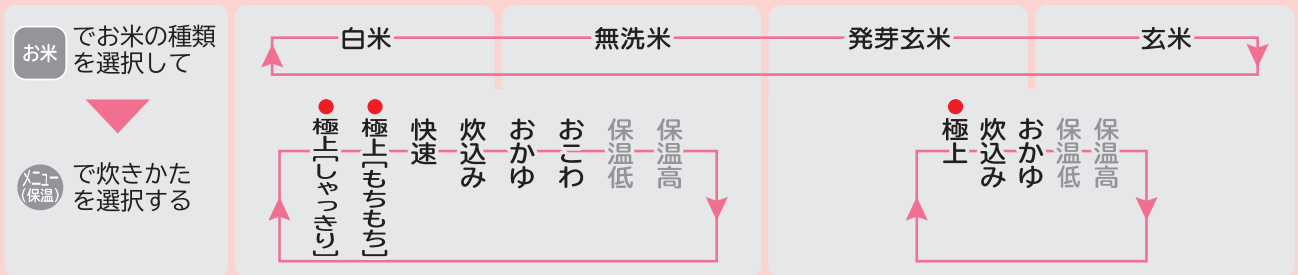 お米
でお米の種類
を選択して
メニュー
(保温)
で炊きかた
を選択する
白米
無洗米
発芽玄米
玄米
極上[しゃっきり]
極上[もちもち]
快速
炊込み
おかゆ
おこわ
保温低
保温高
極上
炊込み
おかゆ
保温低
保温高